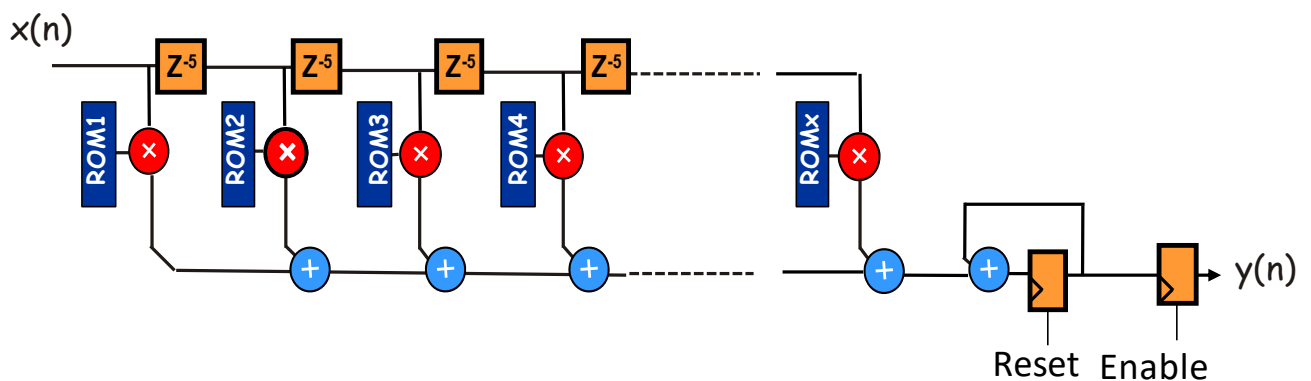 x(n)
Z-5
Z-5
Z-5
Z-5
ROM1
×
ROM2
×
ROM3
×
ROM4
×
ROMx
×
+
+
+
+
+
y(n)
Reset
Enable